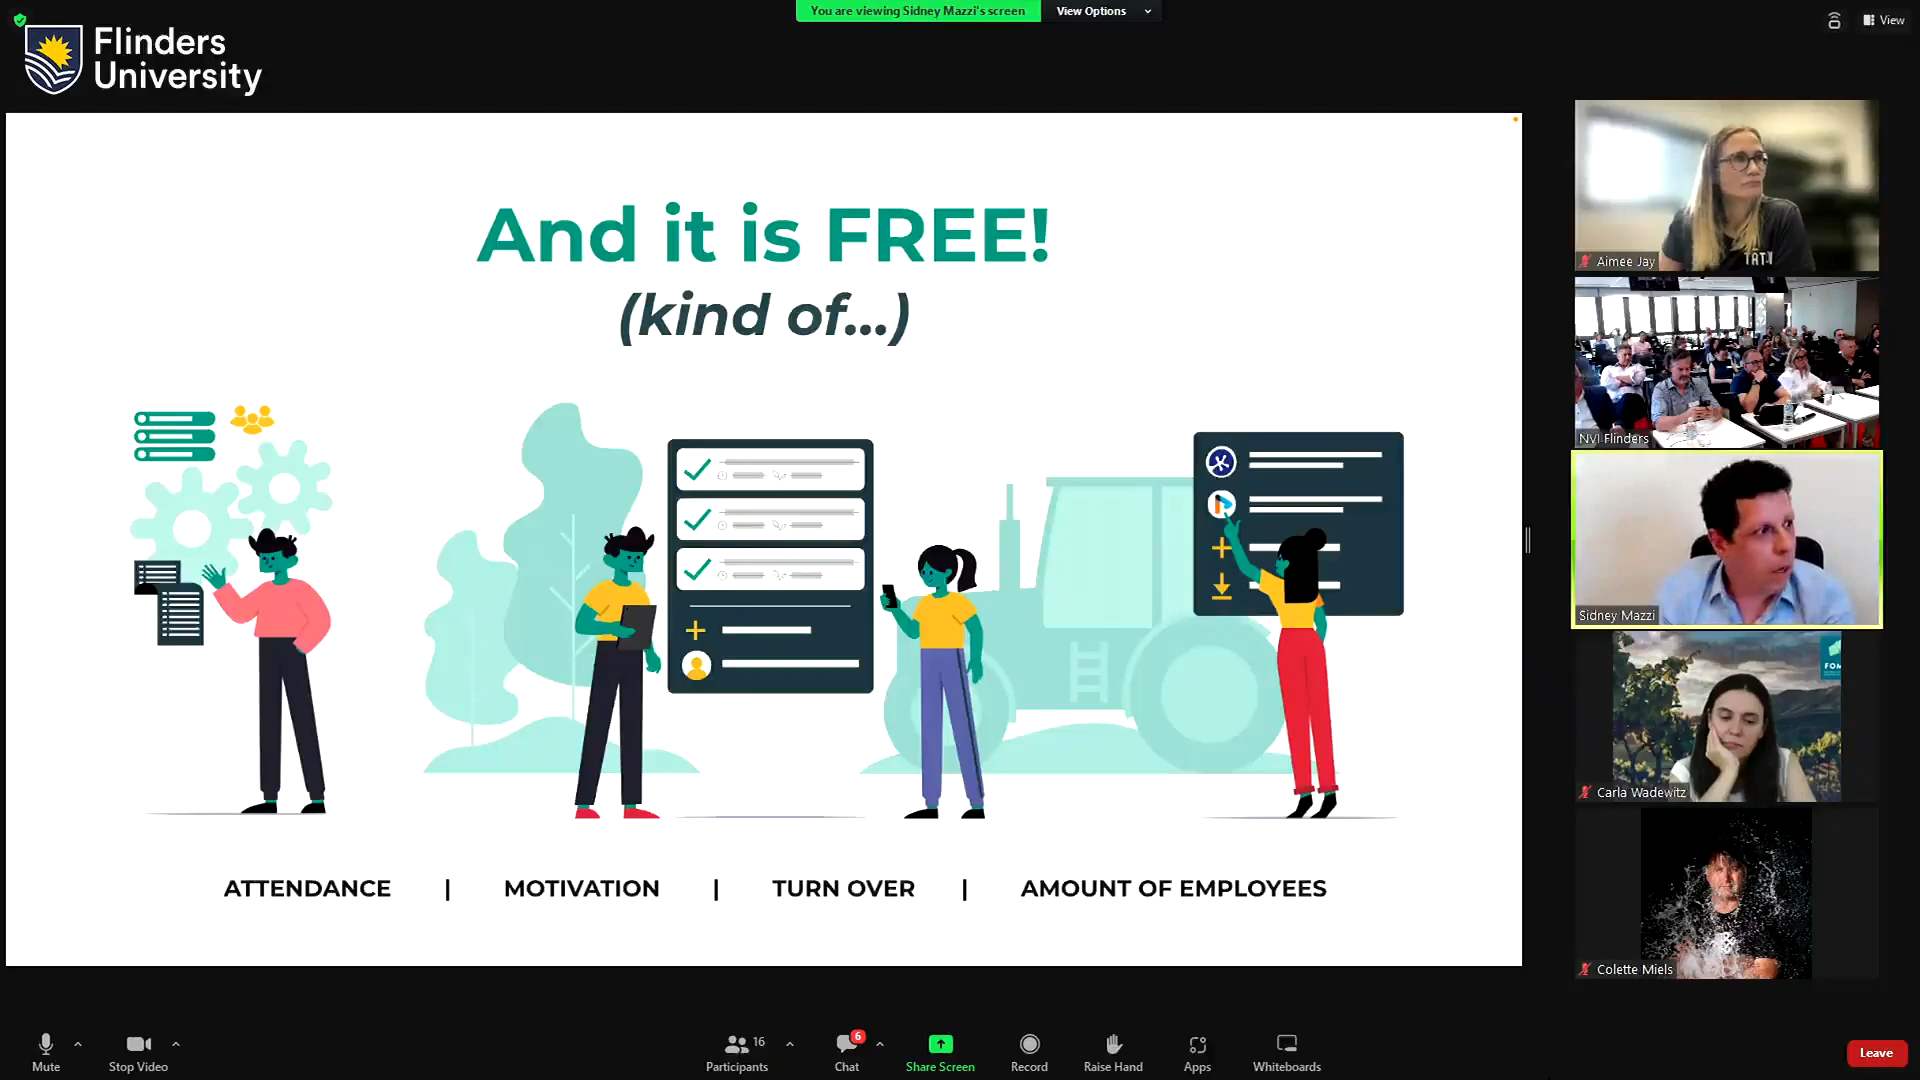 You are viewing Sidney Mazzi's screen
View Options
View
Flinders
University
And it is FREE!
(kind of...)
ATTENDANCE | MOTIVATION | TURN OVER | AMOUNT OF EMPLOYEES
Aimee Jay
NVI Flinders
Sidney Mazzi
Carla Wadewitz
Colette Miels
Mute
Stop Video
16
Participants
6
Chat
Share Screen
Record
Raise Hand
Apps
Whiteboards
Leave